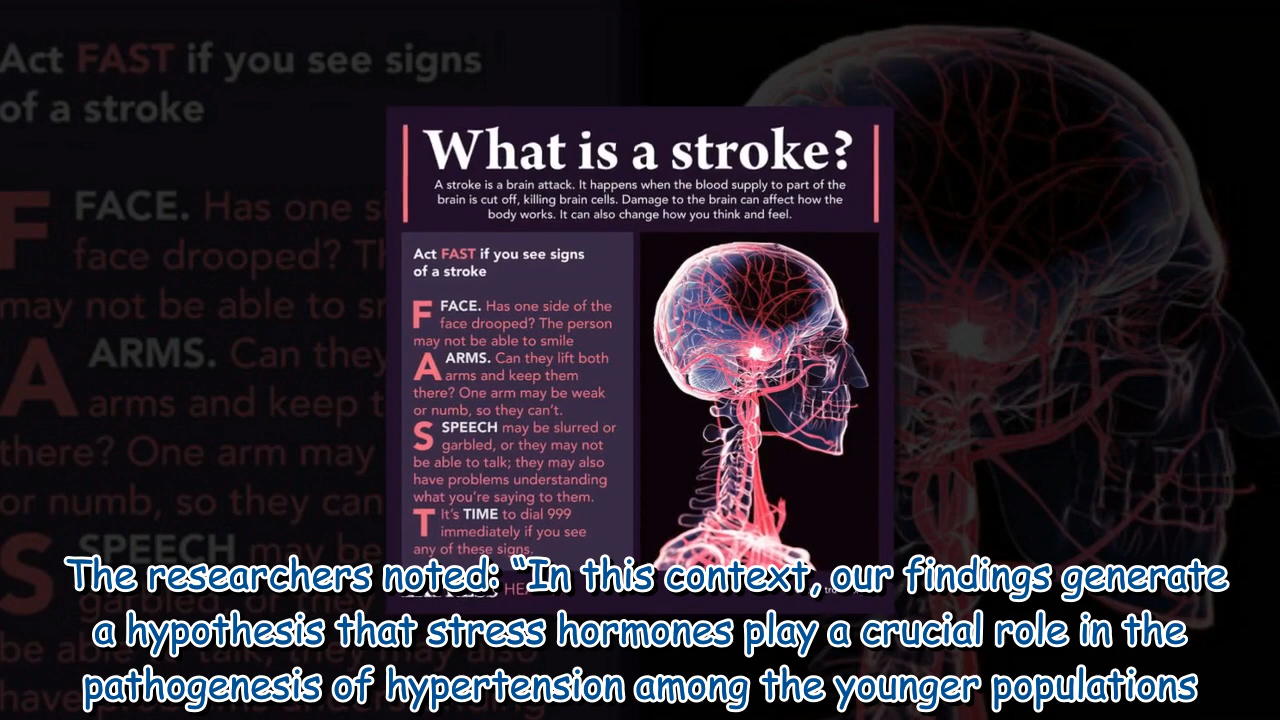 Act FAST if you see signs
of a stroke
FACE. Has one si
face drooped? Th
may not be able to sm
ARMS. Can they
arms and keep t
there? One arm may
or numb, so they can
SPEECH may be
What is a stroke?
A stroke is a brain attack. It happens when the blood supply to part of the
brain is cut off, killing brain cells. Damage to the brain can affect how the
body works. It can also change how you think and feel.
Act FAST if you see signs
of a stroke
FACE. Has one side of the
face drooped? The person
may not be able to smile
ARMS. Can they lift both
arms and keep them
there? One arm may be weak
or numb, so they can't.
SPEECH may be slurred or
garbled, or they may not
be able to talk; they may also
have problems understanding
what you're saying to them.
T It's TIME to dial 999
immediately if you see
any of these signs.
The researchers noted: “In this context, our findings generate
a hypothesis that stress hormones play a crucial role in the
pathogenesis of hypertension among the younger populations